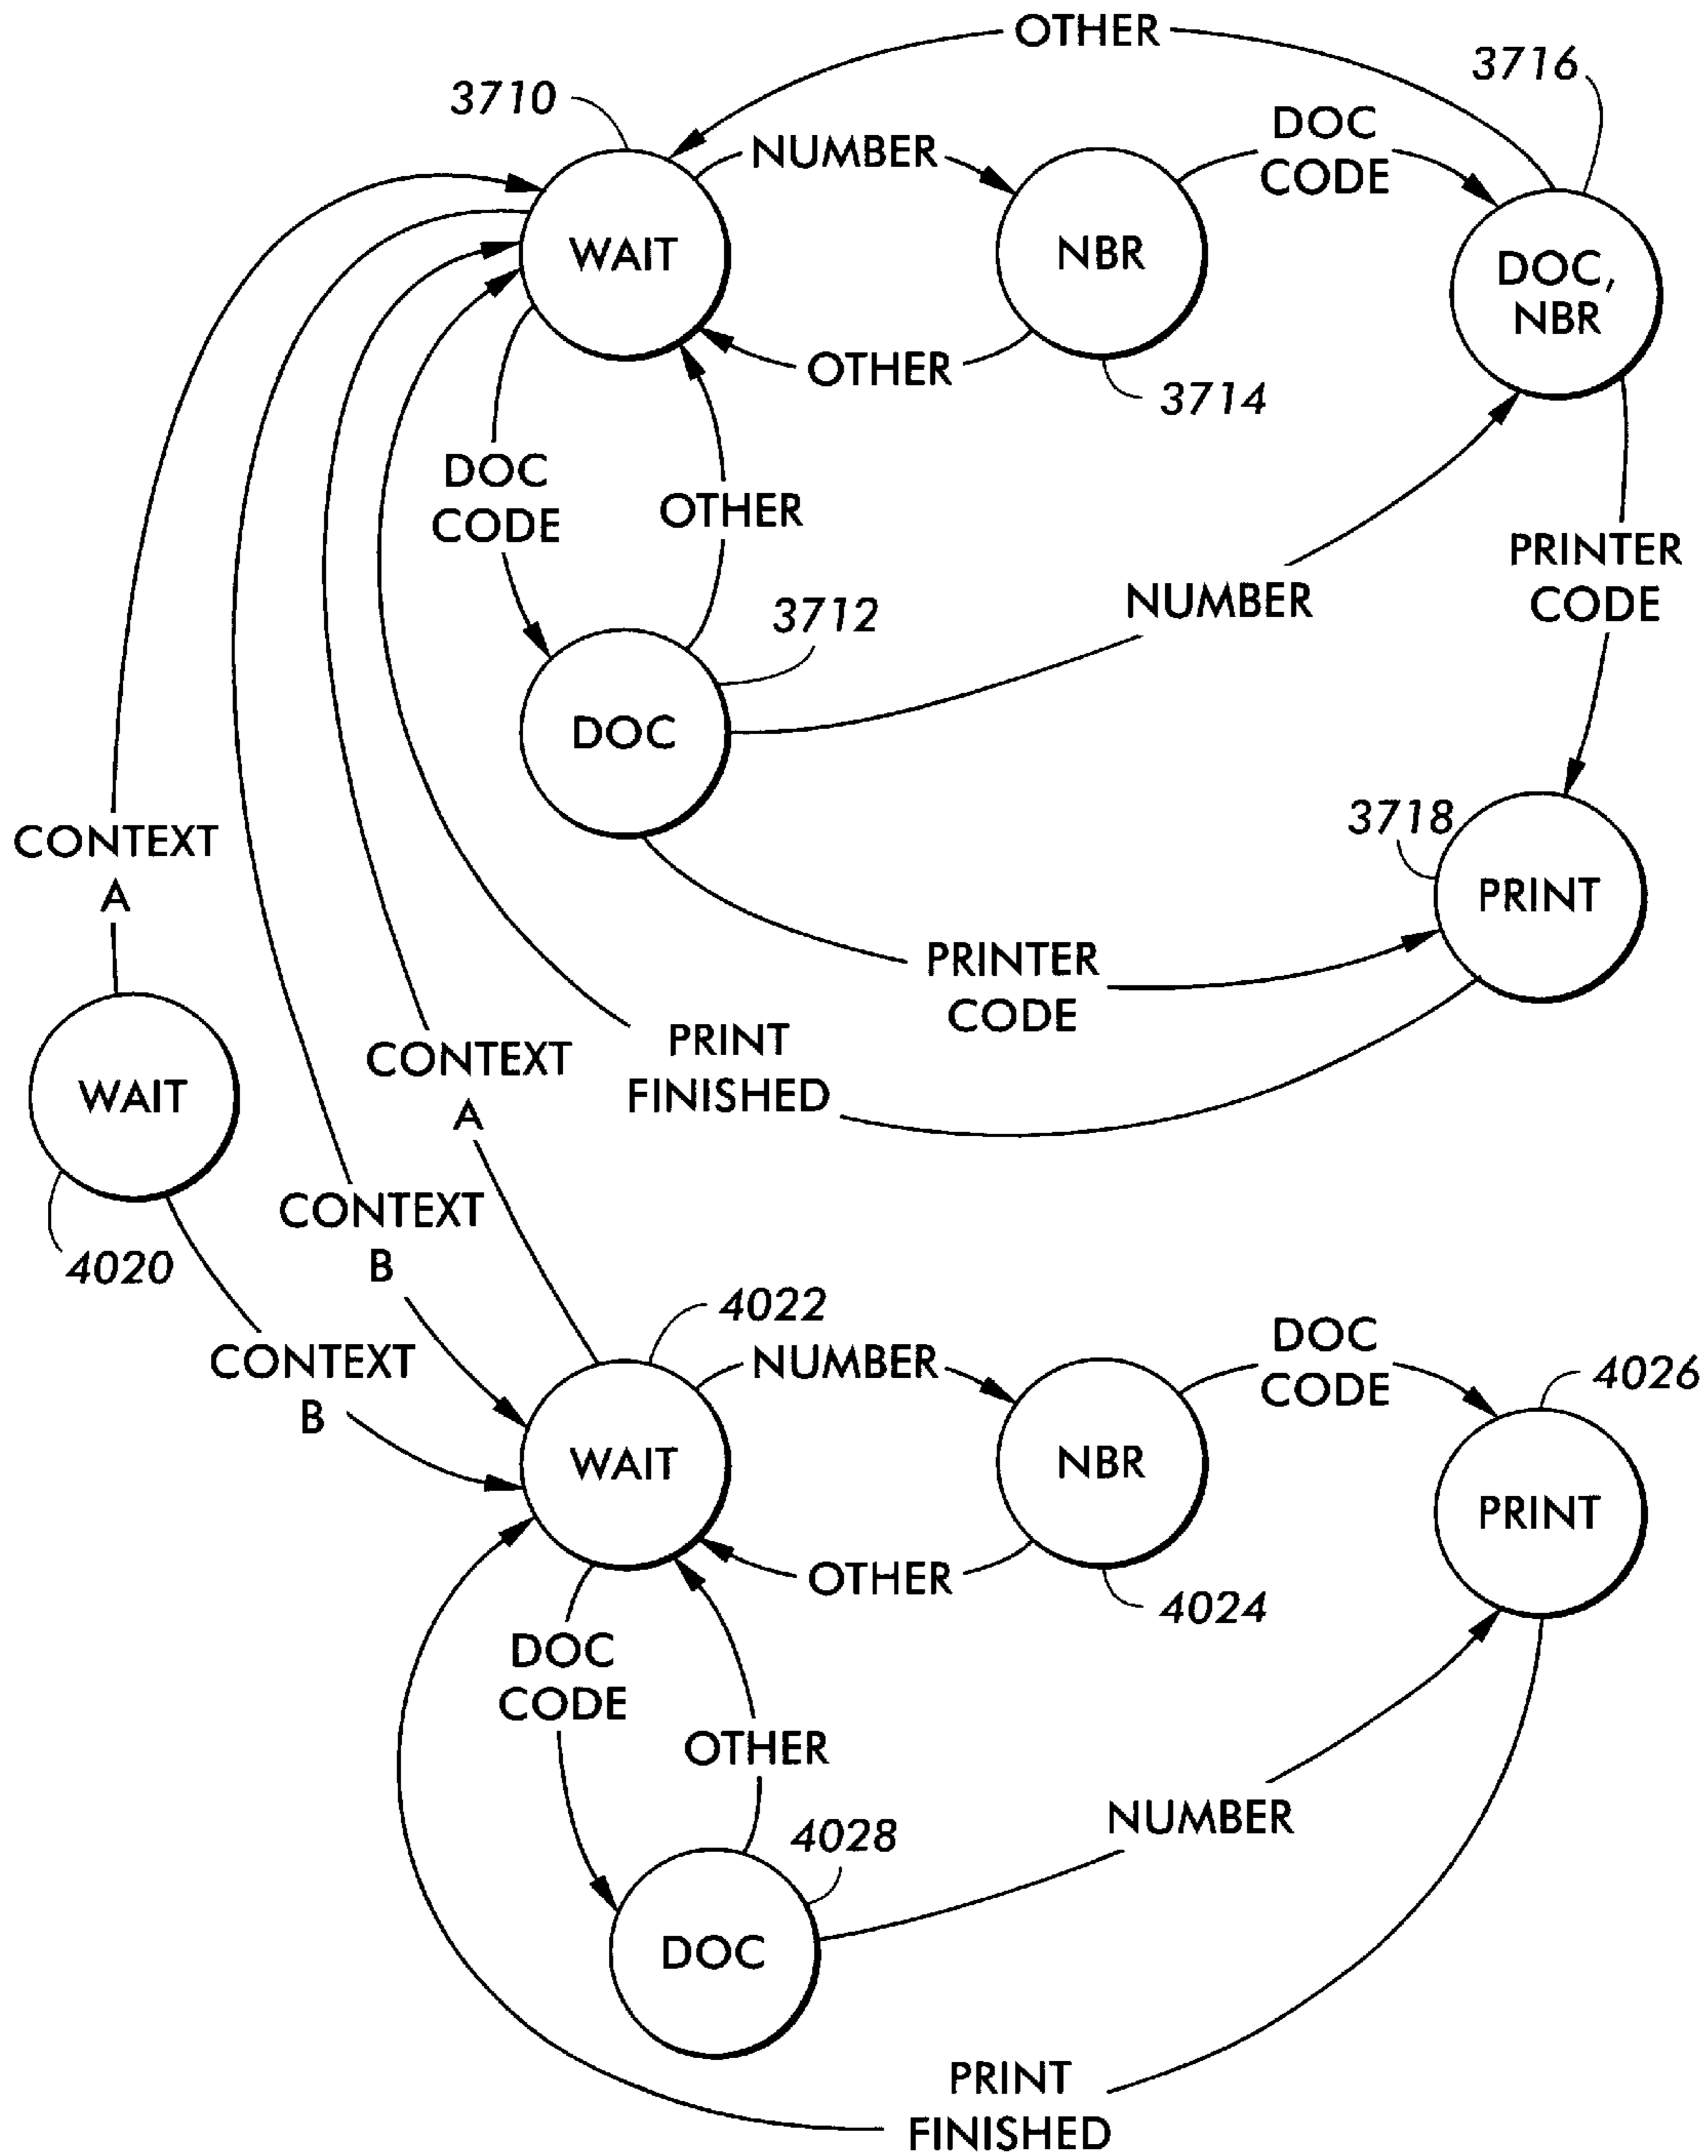 OTHER
3716
3710
NUMBER
DOC
CODE
WAIT
NBR
DOC,
NBR
OTHER
3714
DOC
CODE
OTHER
PRINTER
CODE
NUMBER
3712
DOC
3718
PRINT
CONTEXT
A
PRINTER
CODE
PRINT
FINISHED
CONTEXT
A
WAIT
CONTEXT
B
4020
4022
NUMBER
DOC
CODE
4026
CONTEXT
B
WAIT
NBR
PRINT
OTHER
4024
DOC
CODE
OTHER
NUMBER
4028
DOC
PRINT
FINISHED